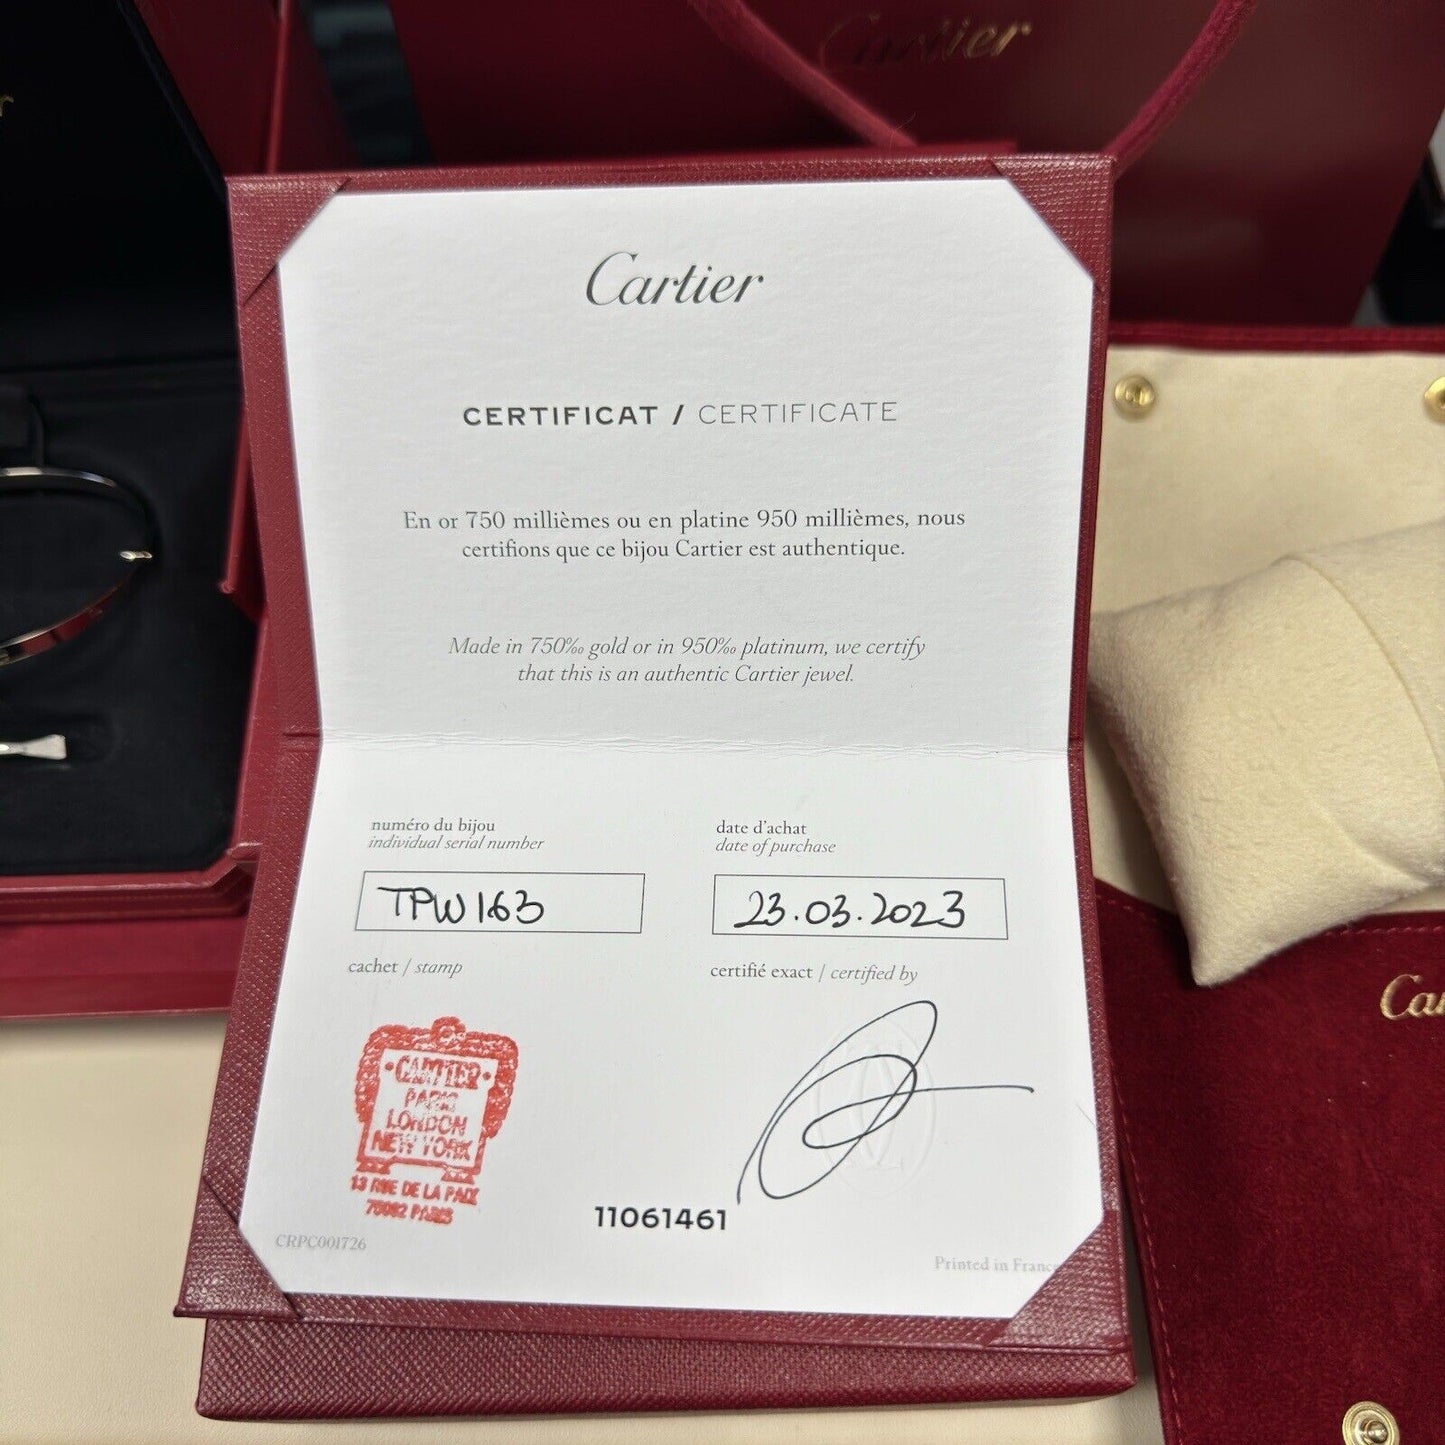 Cartier
Cartier
CERTIFICAT / CERTIFICATE
En or 750 millièmes ou en platine 950 millièmes, nous
certifions que ce bijou Cartier est authentique.
Made in 750‰ gold or in 950‰ platinum, we certify
that this is an authentic Cartier jewel.
numéro du bijou
individual serial number
date d'achat
date of purchase
TPW163
23.03.2023
cachet / stamp
certifié exact / certified by
CARTIER
PARIS
LONDON
NEW YORK
13 RUE DE LA PAIX
75002 PARIS
11061461
CRPC001726
Printed in France
Ca